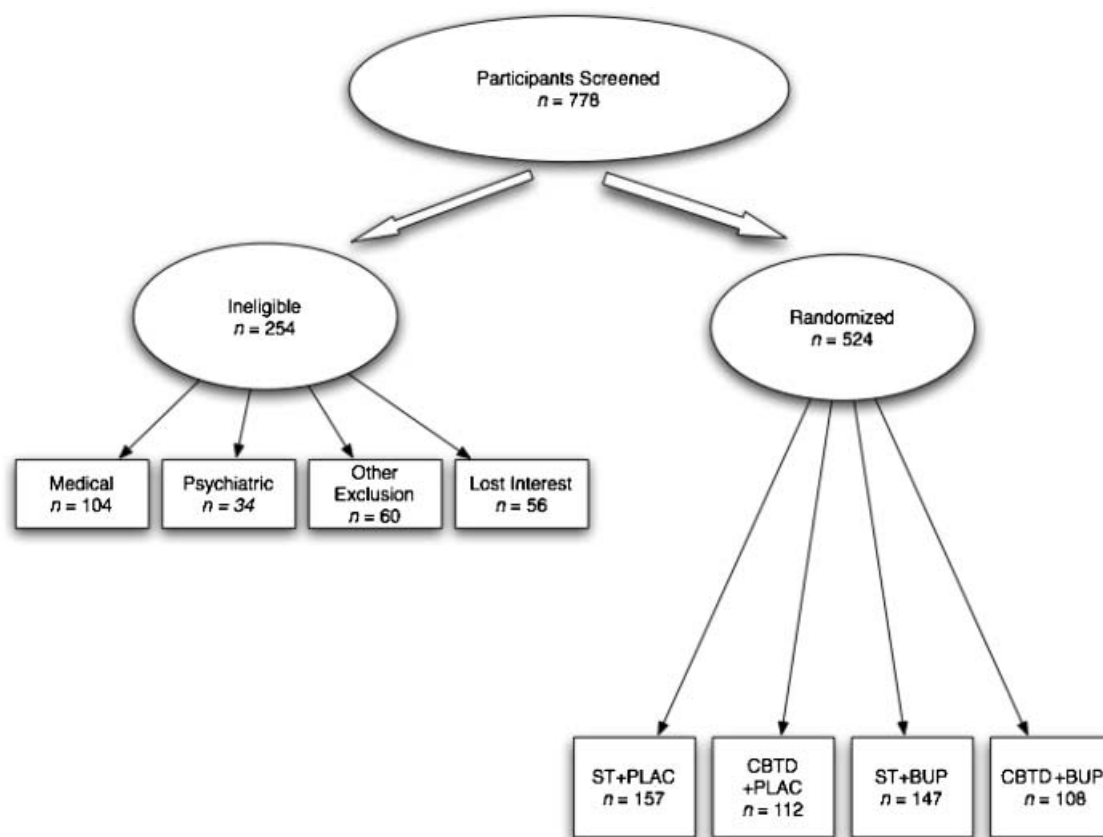 Participants Screened
n = 778
Ineligible
n = 254
Randomized
n = 524
Medical
n = 104
Psychiatric
n = 34
Other
Exclusion
n = 60
Lost Interest
n = 56
ST+PLAC
n = 157
CBTD
+PLAC
n = 112
ST+BUP
n = 147
CBTD+BUP
n = 108